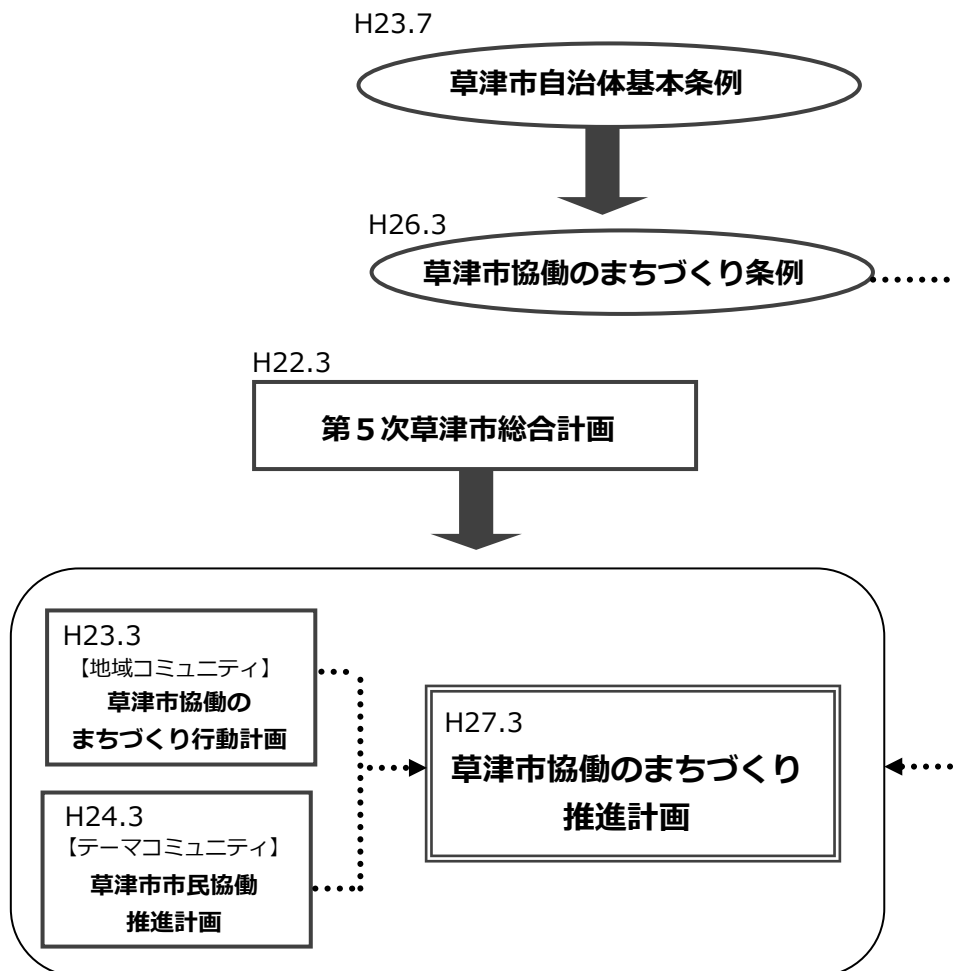 H23.7
草津市自治体基本条例
H26.3
草津市協働のまちづくり条例
H22.3
第５次草津市総合計画
H23.3
【地域コミュニティ】
草津市協働の
まちづくり行動計画
H24.3
【テーマコミュニティ】
草津市市民協働
推進計画
H27.3
草津市協働のまちづくり
推進計画